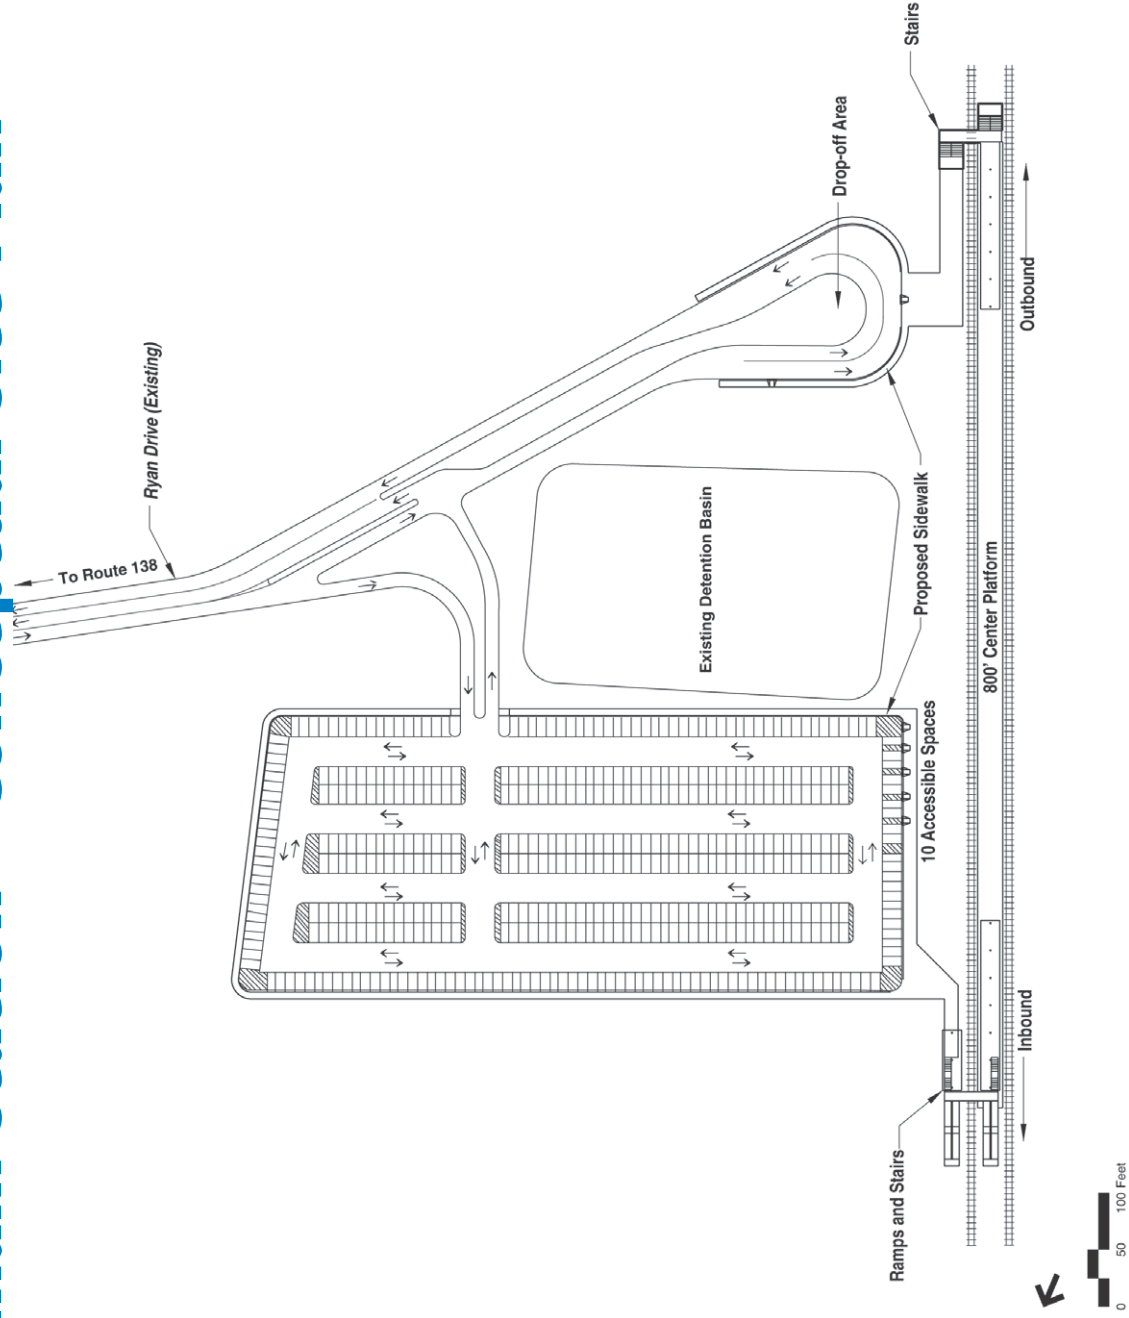 To Route 138
Ryan Drive (Existing)
Drop-off Area
Stairs
Outbound
Existing Detention Basin
Proposed Sidewalk
800' Center Platform
10 Accessible Spaces
Inbound
Ramps and Stairs
0 50 100 Feet